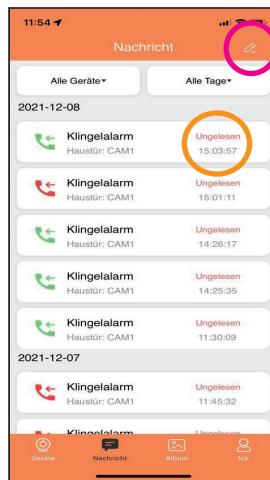 11:54
Nachricht
Alle Geräte▾ Alle Tage▾
2021-12-08
Klingelalarm Ungelesen
Haustür: CAM1 15:03:57
Klingelalarm Ungelesen
Haustür: CAM1 15:01:11
Klingelalarm Ungelesen
Haustür: CAM1 14:26:17
Klingelalarm Ungelesen
Haustür: CAM1 14:25:35
Klingelalarm Ungelesen
Haustür: CAM1 11:30:09
2021-12-07
Klingelalarm Ungelesen
Haustür: CAM1 11:45:32
Klingelalarm Ungelesen
Geräte Nachricht Album Ich